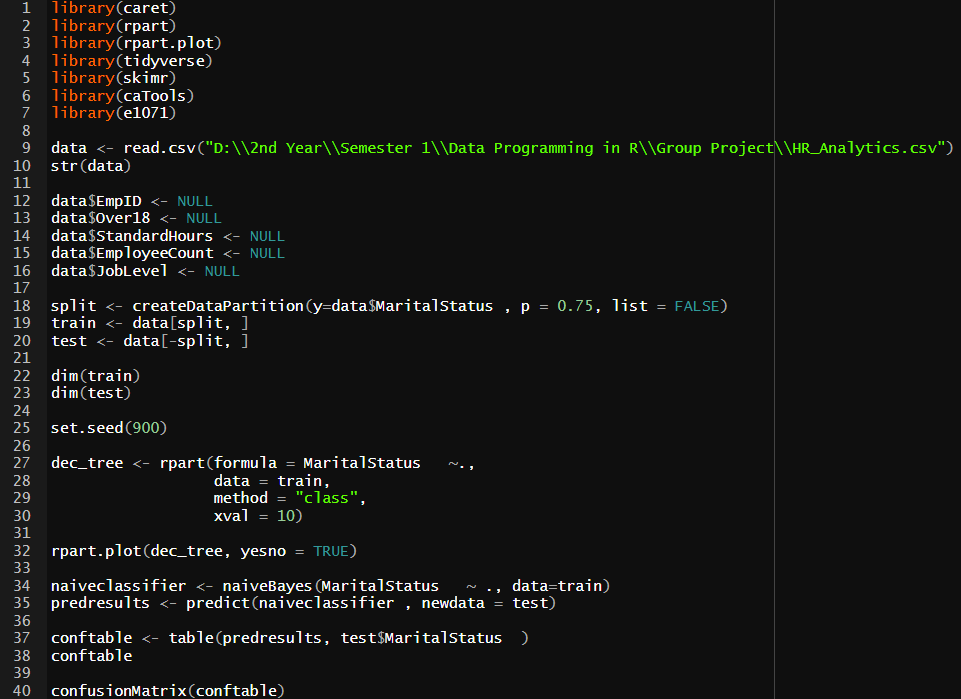 1 library(caret)
2 library(rpart)
3 library(rpart.plot)
4 library(tidyverse)
5 library(skimr)
6 library(caTools)
7 library(e1071)
8
9 data <- read.csv("D:\\2nd Year\\Semester 1\\Data Programming in R\\Group Project\\HR_Analytics.csv")
10 str(data)
11
12 data$EmpID <- NULL
13 data$Over18 <- NULL
14 data$StandardHours <- NULL
15 data$EmployeeCount <- NULL
16 data$JobLevel <- NULL
17
18 split <- createDataPartition(y=data$MaritalStatus , p = 0.75, list = FALSE)
19 train <- data[split, ]
20 test <- data[-split, ]
21
22 dim(train)
23 dim(test)
24
25 set.seed(900)
26
27 dec_tree <- rpart(formula = MaritalStatus   ~.,
28                   data = train,
29                   method = "class",
30                   xval = 10)
31
32 rpart.plot(dec_tree, yesno = TRUE)
33
34 naiveclassifier <- naiveBayes(MaritalStatus   ~ ., data=train)
35 predresults <- predict(naiveclassifier , newdata = test)
36
37 conftable <- table(predresults, test$MaritalStatus  )
38 conftable
39
40 confusionMatrix(conftable)